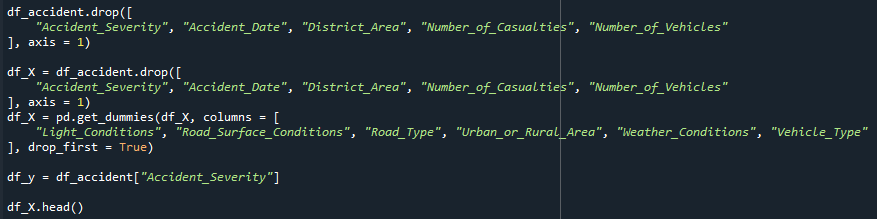 df_accident.drop([
    "Accident_Severity", "Accident_Date", "District_Area", "Number_of_Casualties", "Number_of_Vehicles"
], axis = 1)

df_X = df_accident.drop([
    "Accident_Severity", "Accident_Date", "District_Area", "Number_of_Casualties", "Number_of_Vehicles"
], axis = 1)
df_X = pd.get_dummies(df_X, columns = [
    "Light_Conditions", "Road_Surface_Conditions", "Road_Type", "Urban_or_Rural_Area", "Weather_Conditions", "Vehicle_Type"
], drop_first = True)

df_y = df_accident["Accident_Severity"]

df_X.head()